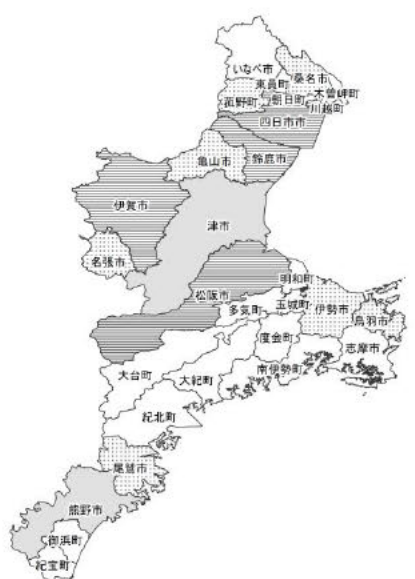 いなべ市
東員町
桑名市
木曽岬町
菰野町
朝日町
川越町
四日市市
亀山市
鈴鹿市
伊賀市
津市
名張市
松阪市
明和町
多気町
玉城町
伊勢市
鳥羽市
度会町
志摩市
大台町
大紀町
南伊勢町
紀北町
尾鷲市
熊野市
御浜町
紀宝町